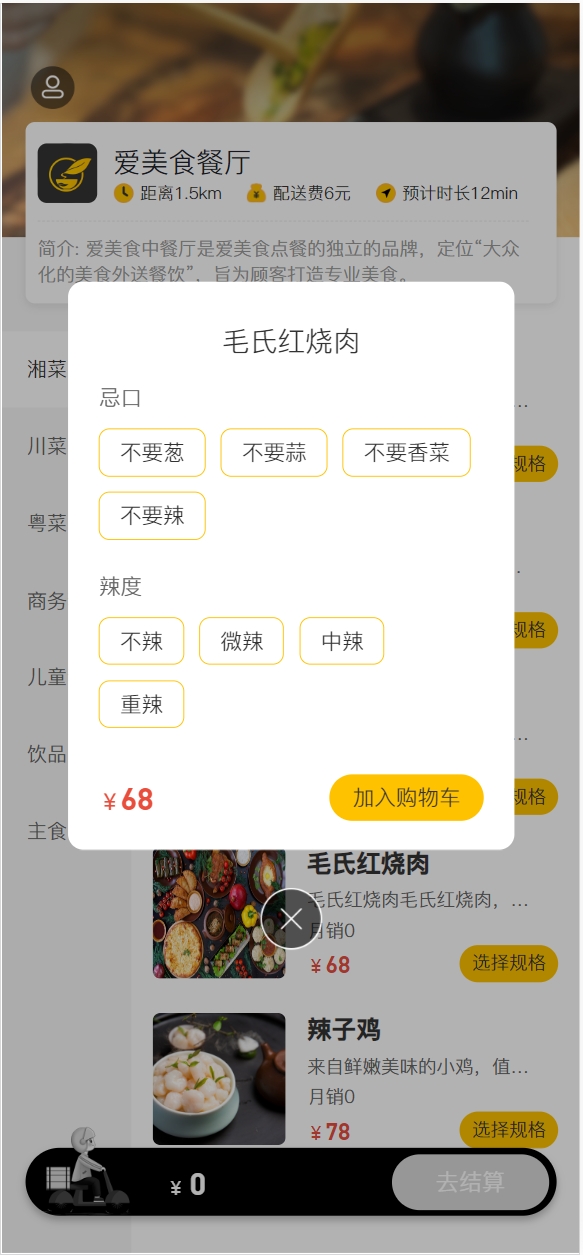 爱美食餐厅
距离1.5km 配送费6元 预计时长12min
简介: 爱美食中餐厅是爱美食点餐的独立的品牌，定位“大众
化的美食外送餐饮”，旨为顾客打造专业美食。
湘菜
川菜
粤菜
商务
儿童
饮品
主食
...
规格
规格
...
规格
毛氏红烧肉
忌口
不要葱 不要蒜 不要香菜
不要辣
辣度
不辣 微辣 中辣
重辣
¥68 加入购物车
毛氏红烧肉
毛氏红烧肉毛氏红烧肉，...
月销0
¥68 选择规格
辣子鸡
来自鲜嫩美味的小鸡，值...
月销0
¥78 选择规格
¥ 0 去结算